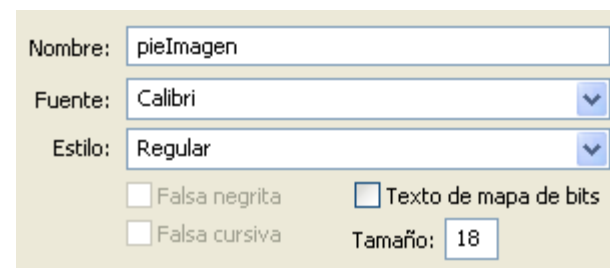 Nombre: pieImagen
Fuente: Calibri
Estilo: Regular
Falsa negrita Texto de mapa de bits
Falsa cursiva Tamaño: 18